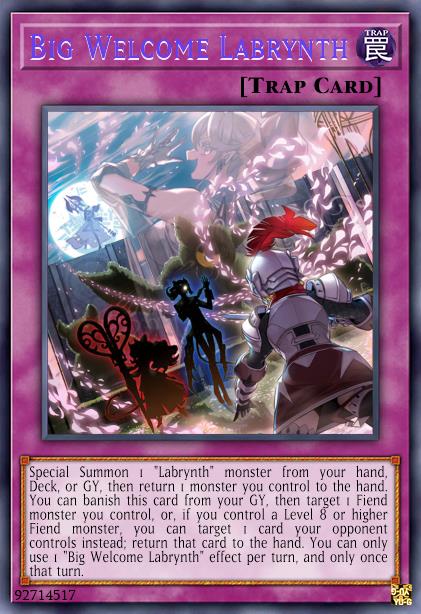 Big Welcome Labrynth
TRAP
罠
[Trap Card]
Special Summon 1 "Labrynth" monster from your hand,
Deck, or GY, then return 1 monster you control to the hand.
You can banish this card from your GY, then target 1 Fiend
monster you control, or, if you control a Level 8 or higher
Fiend monster, you can target 1 card your opponent
controls instead; return that card to the hand. You can only
use 1 "Big Welcome Labrynth" effect per turn, and only once
that turn.
92714517